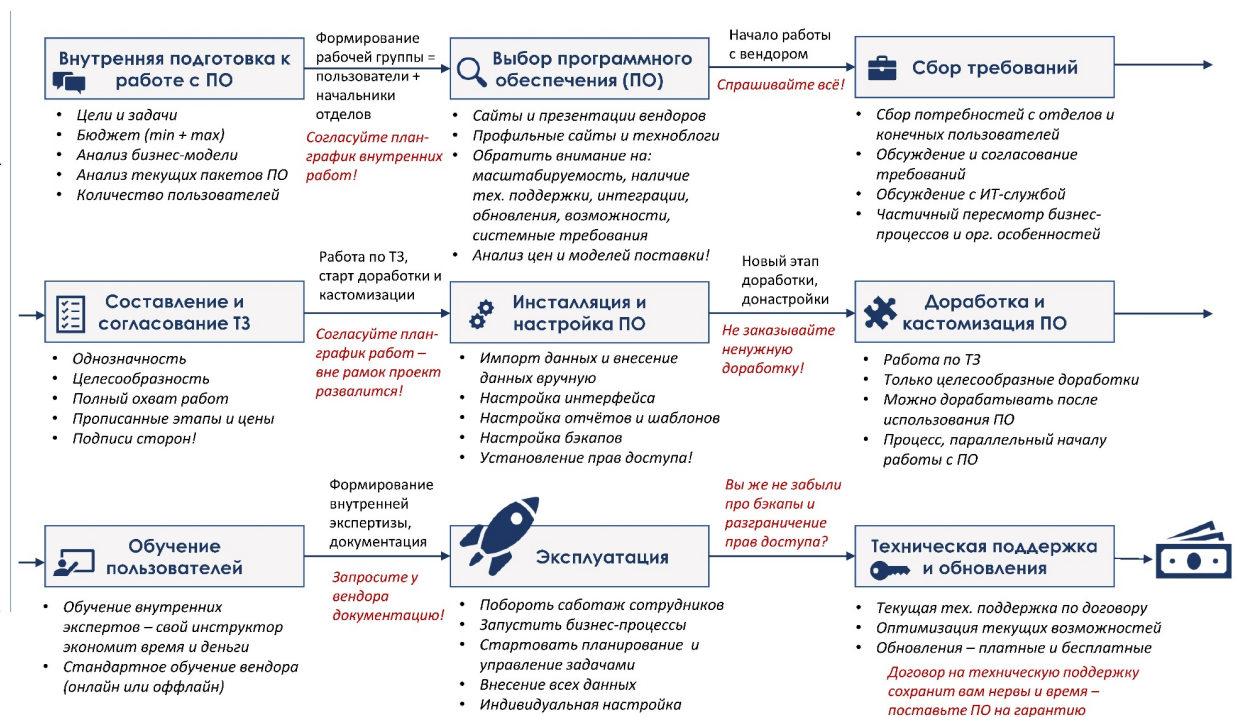 Внутренняя подготовка к
работе с ПО
• Цели и задачи
• Бюджет (min + max)
• Анализ бизнес-модели
• Анализ текущих пакетов ПО
• Количество пользователей
Формирование
рабочей группы =
пользователи +
начальники
отделов
Согласуйте план-
график внутренних
работ!
Выбор программного
обеспечения (ПО)
• Сайты и презентации вендоров
• Профильные сайты и техноблоги
• Обратить внимание на:
масштабируемость, наличие
тех. поддержки, интеграции,
обновления, возможности,
системные требования
• Анализ цен и моделей поставки!
Начало работы
с вендором
Спрашивайте всё!
Сбор требований
• Сбор потребностей с отделов и
конечных пользователей
• Обсуждение и согласование
требований
• Обсуждение с ИТ-службой
• Частичный пересмотр бизнес-
процессов и орг. особенностей
Составление и
согласование ТЗ
• Однозначность
• Целесообразность
• Полный охват работ
• Прописанные этапы и цены
• Подписи сторон!
Работа по ТЗ,
старт доработки и
кастомизации
Согласуйте план-
график работ –
вне рамок проект
развалится!
Инсталляция и
настройка ПО
• Импорт данных и внесение
данных вручную
• Настройка интерфейса
• Настройка отчётов и шаблонов
• Настройка бэкапов
• Установление прав доступа!
Новый этап
доработки,
донастройки
Не заказывайте
ненужную
доработку!
Доработка и
кастомизация ПО
• Работа по ТЗ
• Только целесообразные доработки
• Можно дорабатывать после
использования ПО
• Процесс, параллельный началу
работы с ПО
Обучение
пользователей
• Обучение внутренних
экспертов – свой инструктор
экономит время и деньги
• Стандартное обучение вендора
(онлайн или оффлайн)
Формирование
внутренней
экспертизы,
документация
Запросите у
вендора
документацию!
Эксплуатация
• Побороть саботаж сотрудников
• Запустить бизнес-процессы
• Стартовать планирование и
управление задачами
• Внесение всех данных
• Индивидуальная настройка
Вы же не забыли
про бэкапы и
разграничение
прав доступа?
Техническая поддержка
и обновления
• Текущая тех. поддержка по договору
• Оптимизация текущих возможностей
• Обновления – платные и бесплатные
Договор на техническую поддержку
сохранит вам нервы и время –
поставьте ПО на гарантию